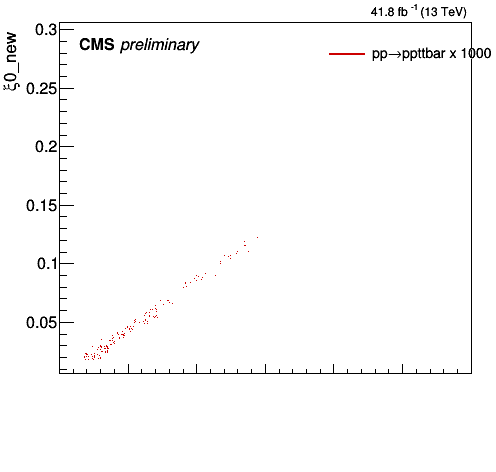 41.8 fb⁻¹ (13 TeV)
CMS preliminary
pp→ppttbar x 1000
ξ0_new
0.3
0.25
0.2
0.15
0.1
0.05